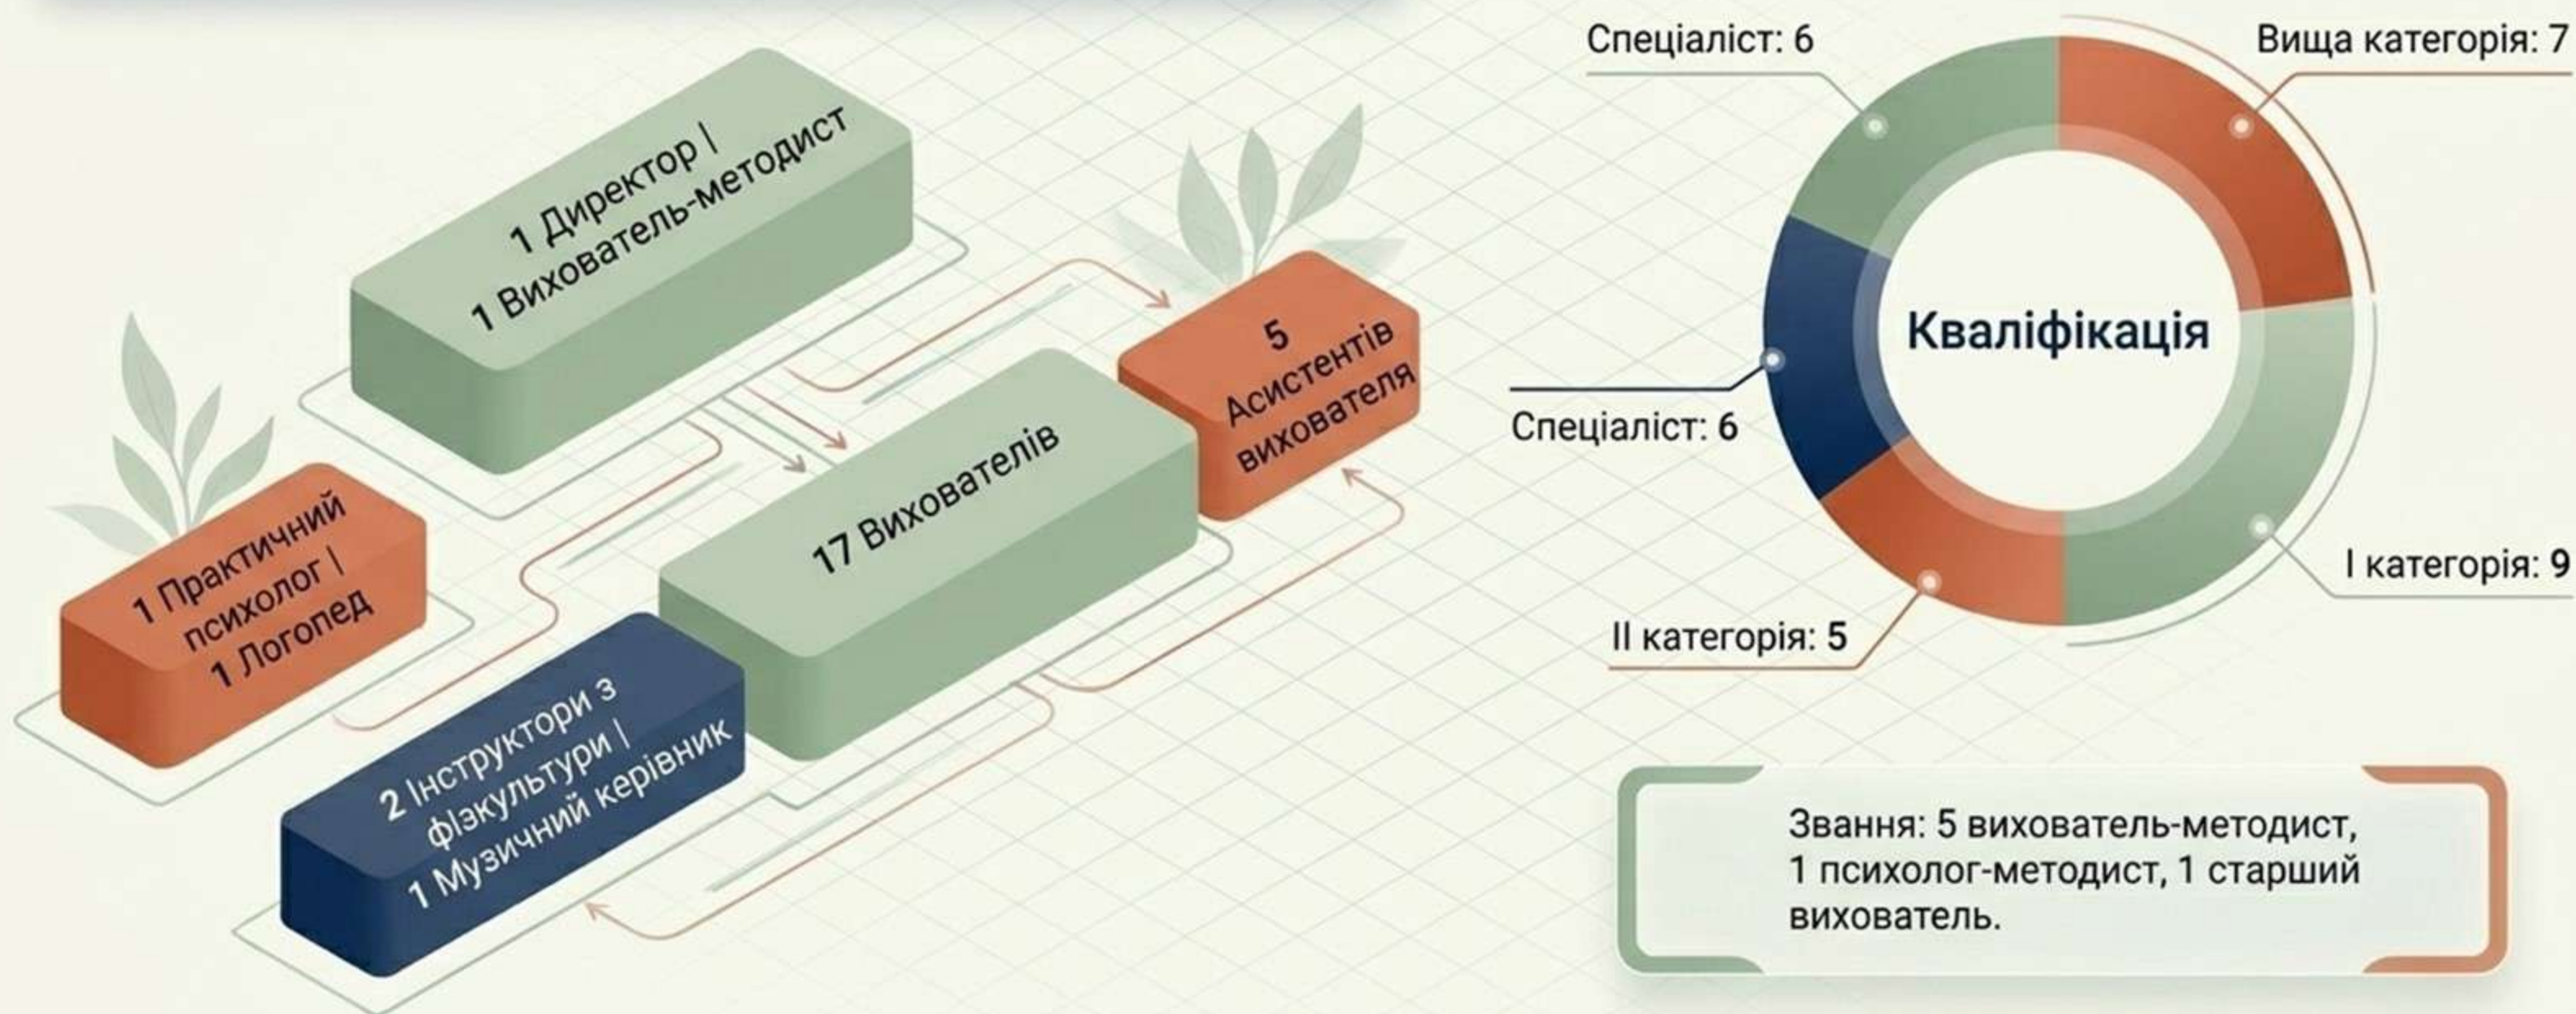 1 Директор |
1 Вихователь-методист
5
Асистентів
вихователя
17 Вихователів
1 Практичний
психолог |
1 Логопед
2 Інструктори з
фізкультури |
1 Музичний керівник
Спеціаліст: 6
Вища категорія: 7
Кваліфікація
Спеціаліст: 6
І категорія: 9
ІІ категорія: 5
Звання: 5 вихователь-методист,
1 психолог-методист, 1 старший
вихователь.